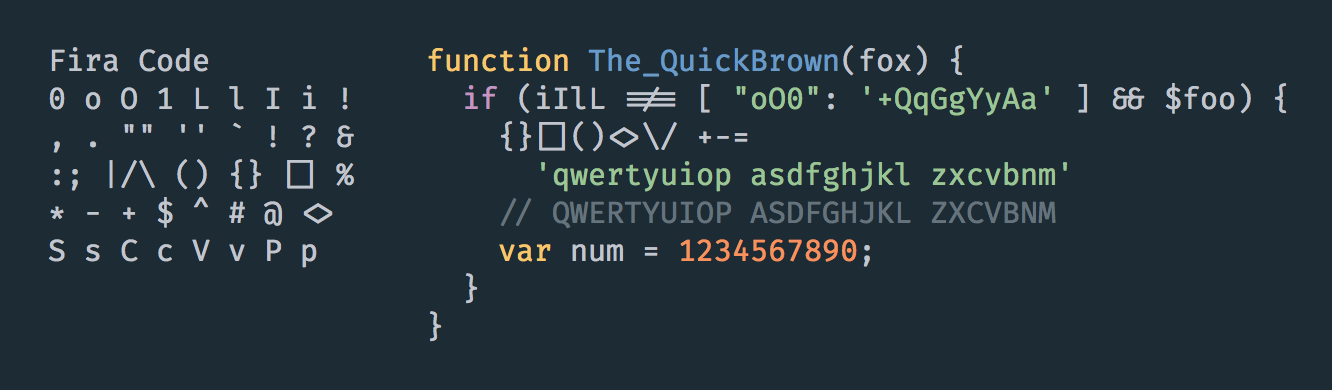 Fira Code
0 o O 1 L l I i !
, . "" '' ` ! ? &
:; |/\ () {} [] %
* - + $ ^ # @ <>
S s C c V v P p
function The_QuickBrown(fox) {
if (iIlL !== [ "oO0": '+QqGgYyAa' ] && $foo) {
{}[]()<>\/ +-=
'qwertyuiop asdfghjkl zxcvbnm'
// QWERTYUIOP ASDFGHJKL ZXCVBNM
var num = 1234567890;
}
}